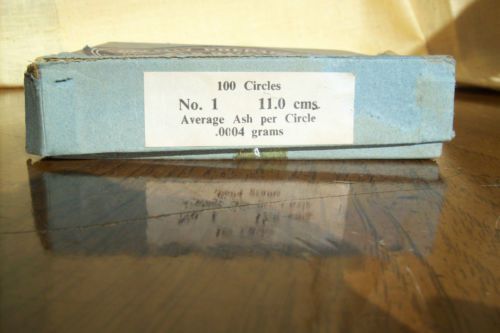 100 Circles
No. 1 11.0 cms.
Average Ash per Circle
.0004 grams